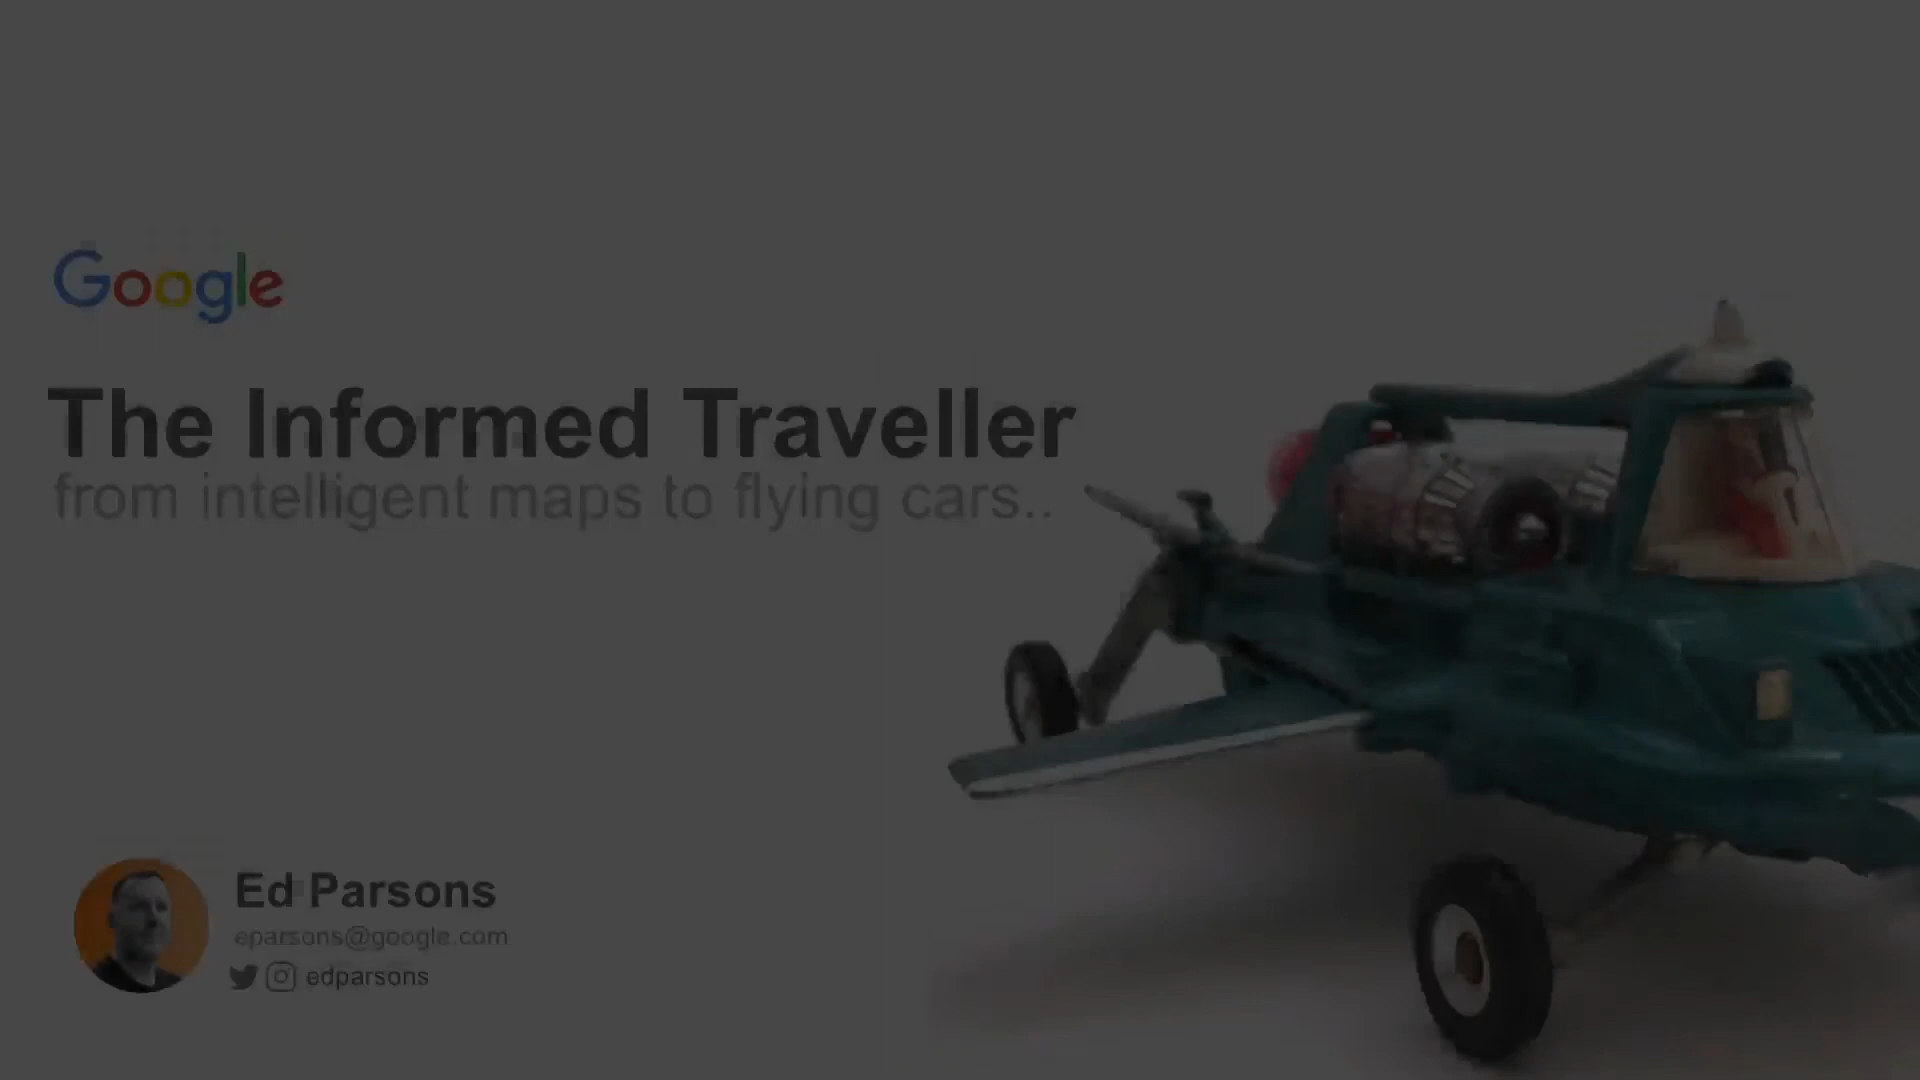 Google
The Informed Traveller
from intelligent maps to flying cars..
Ed Parsons
eparsons@google.com
edparsons